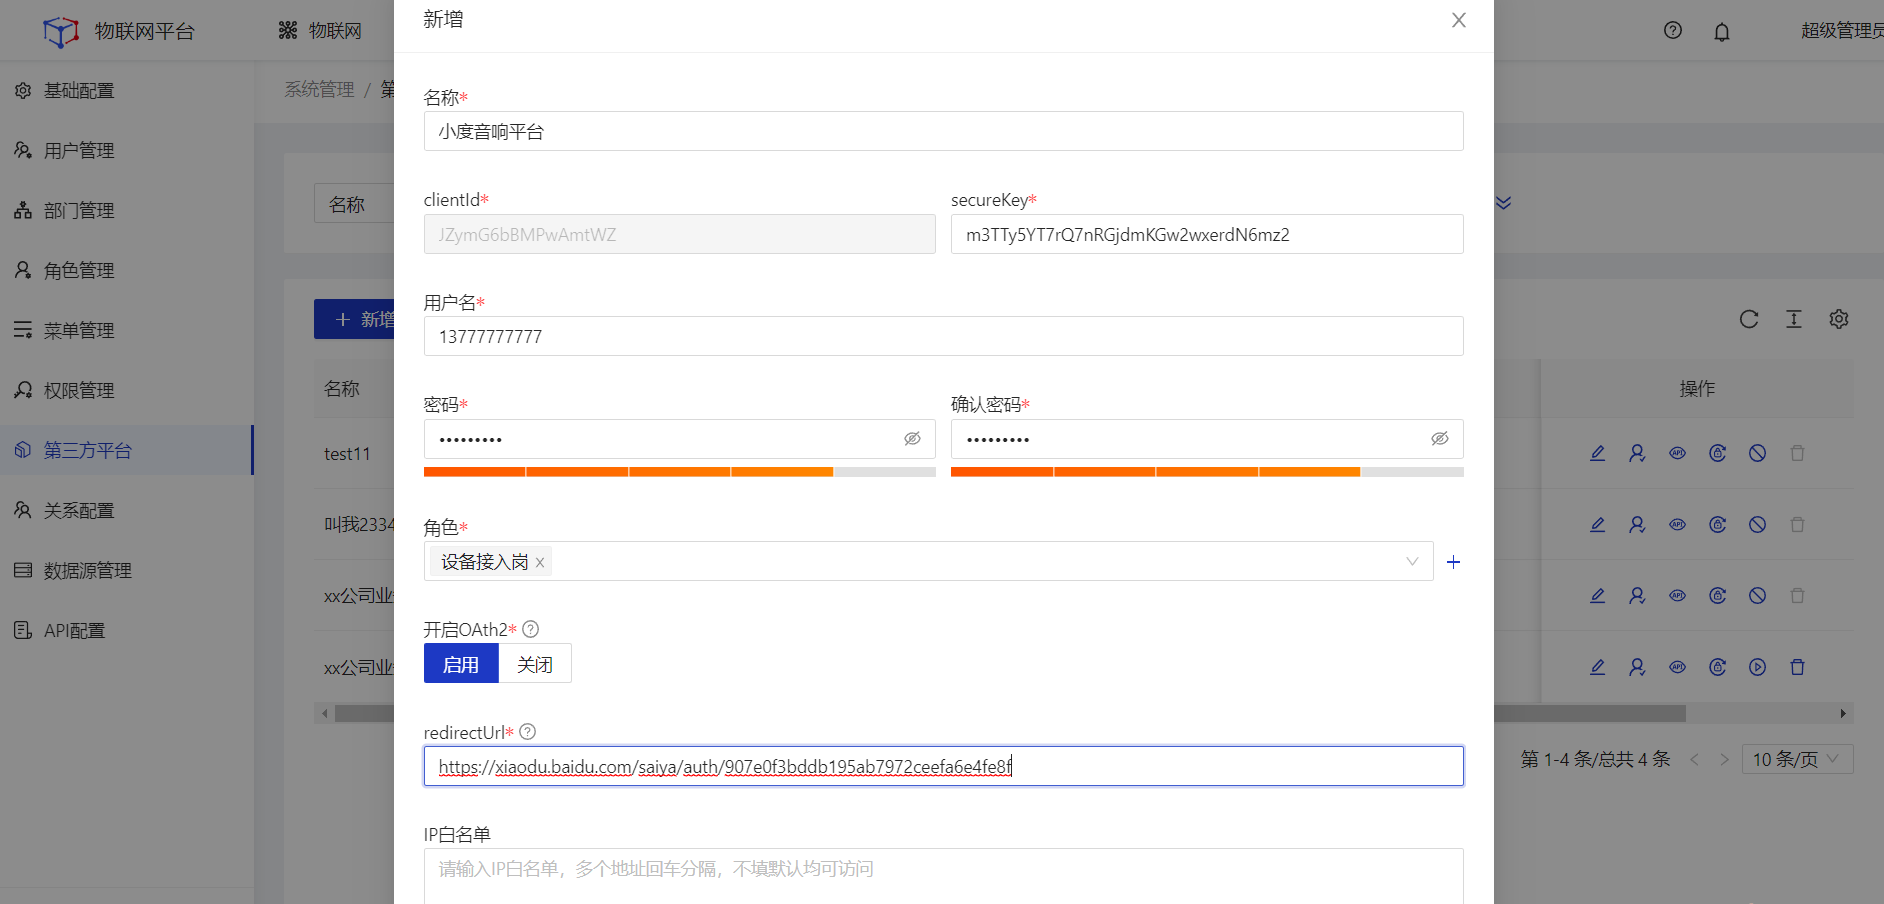 物联网平台
物联网
超级管理员
基础配置
用户管理
部门管理
角色管理
菜单管理
权限管理
第三方平台
关系配置
数据源管理
API配置
系统管理 / 第
名称
新增
名称
test11
叫我2334
xx公司业
xx公司业
新增
名称*
小度音响平台
clientId*
JZymG6bBMPwAmtWZ
secureKey*
m3TTy5YT7rQ7nRGjdmKGw2wxerdN6mz2
用户名*
13777777777
密码*
•••••••••
确认密码*
•••••••••
角色*
设备接入岗
开启OAth2*
启用 关闭
redirectUrl*
https://xiaodu.baidu.com/saiya/auth/907e0f3bddb195ab7972ceefa6e4fe8f
IP白名单
请输入IP白名单，多个地址回车分隔，不填默认均可访问
操作
API
API
API
API
第 1-4 条/总共 4 条
10 条/页